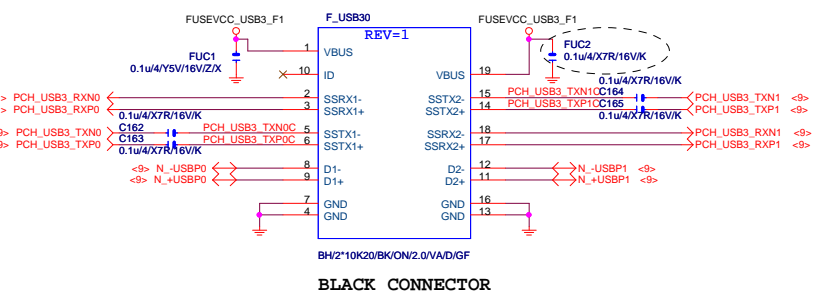 FUSEVCC_USB3_F1
F_USB30
FUSEVCC_USB3_F1
REV=1
FUC1
0.1u/4/Y5V/16V/Z/X
1
VBUS
10
ID
VBUS
19
FUC2
0.1u/4/X7R/16V/K
> PCH_USB3_RXN0
2
SSRX1-
SSTX2-
15
PCH_USB3_TXN1C
C164
0.1u/4/X7R/16V/K
PCH_USB3_TXN1 <9>
> PCH_USB3_RXP0
3
SSRX1+
SSTX2+
14
PCH_USB3_TXP1C
C165
0.1u/4/X7R/16V/K
PCH_USB3_TXP1 <9>
0.1u/4/X7R/16V/K
9> PCH_USB3_TXN0
C162
PCH_USB3_TXN0C
5
SSTX1-
SSRX2-
18
PCH_USB3_RXN1 <9>
9> PCH_USB3_TXP0
C163
0.1u/4/X7R/16V/K
PCH_USB3_TXP0C
6
SSTX1+
SSRX2+
17
PCH_USB3_RXP1 <9>
<9> N_-USBP0
8
D1-
D2-
12
N_-USBP1 <9>
<9> N_+USBP0
9
D1+
D2+
11
N_+USBP1 <9>
7
GND
GND
16
4
GND
GND
13
BH/2*10K20/BK/ON/2.0/VA/D/GF
BLACK CONNECTOR